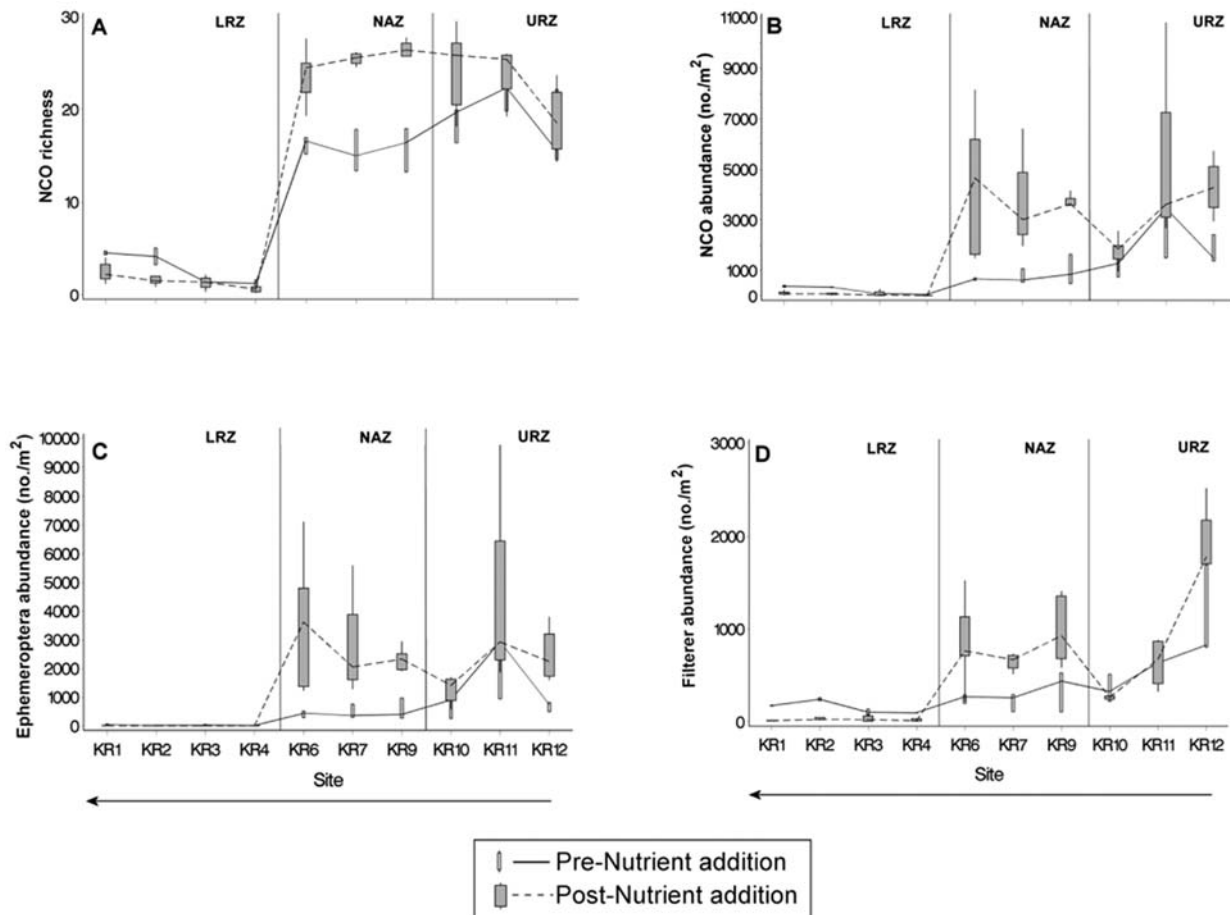 A
LRZ
NAZ
URZ
NCO richness
30
20
10
0
B
LRZ
NAZ
URZ
NCO abundance (no./m²)
11000
9000
7000
5000
3000
1000
0
C
LRZ
NAZ
URZ
Ephemeroptera abundance (no./m²)
10000
9000
8000
7000
6000
5000
4000
3000
2000
1000
0
KR1 KR2 KR3 KR4 KR6 KR7 KR9 KR10 KR11 KR12
Site
D
LRZ
NAZ
URZ
Filterer abundance (no./m²)
3000
2000
1000
0
KR1 KR2 KR3 KR4 KR6 KR7 KR9 KR10 KR11 KR12
Site
Pre-Nutrient addition
Post-Nutrient addition